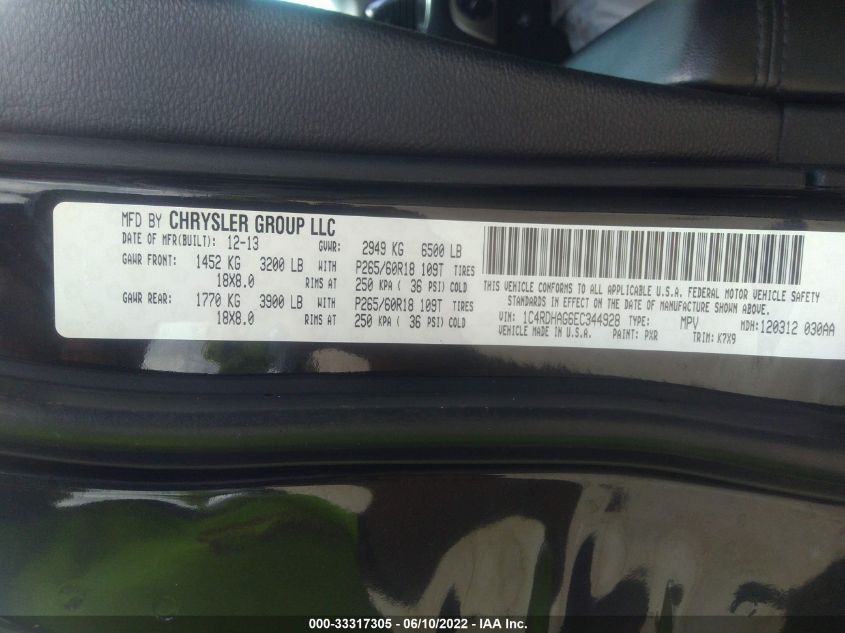 MFD BY CHRYSLER GROUP LLC
DATE OF MFR(BUILT): 12-13 GVWR: 2949 KG 6500 LB
GAWR FRONT: 1452 KG 3200 LB WITH P265/60R18 109T TIRES
18X8.0 RIMS AT 250 KPA ( 36 PSI) COLD
GAWR REAR: 1770 KG 3900 LB WITH P265/60R18 109T TIRES
18X8.0 RIMS AT 250 KPA ( 36 PSI) COLD
THIS VEHICLE CONFORMS TO ALL APPLICABLE U.S.A. FEDERAL MOTOR VEHICLE SAFETY
STANDARDS IN EFFECT ON THE DATE OF MANUFACTURE SHOWN ABOVE.
VIN: 1C4RDHAG6EC344928 TYPE: MPV MDH:120312 030AA
VEHICLE MADE IN U.S.A. PAINT: PXR TRIM: K7X9
000-33317305 - 06/10/2022 - IAA Inc.